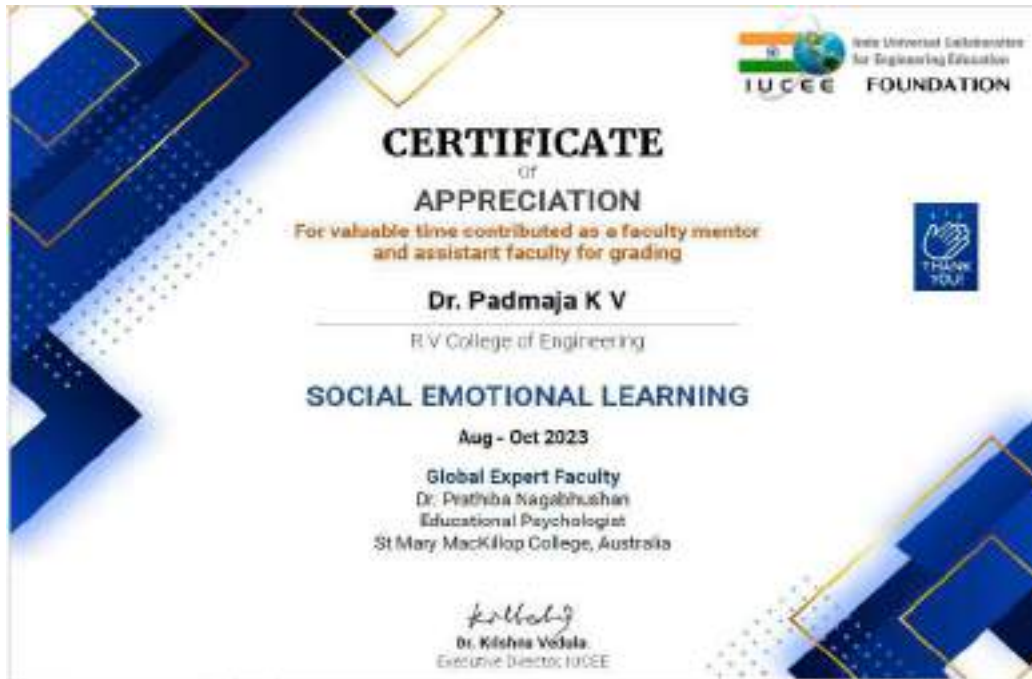 Indo Universal Collaboration
for Engineering Education
IUCEE FOUNDATION
CERTIFICATE
Of
APPRECIATION
For valuable time contributed as a faculty mentor
and assistant faculty for grading
THANK
YOU!
Dr. Padmaja K V
R V College of Engineering
SOCIAL EMOTIONAL LEARNING
Aug - Oct 2023
Global Expert Faculty
Dr. Prathiba Nagabhushan
Educational Psychologist
St Mary MacKillop College, Australia
Dr. Krishna Vedula
Executive Director, IUCEE